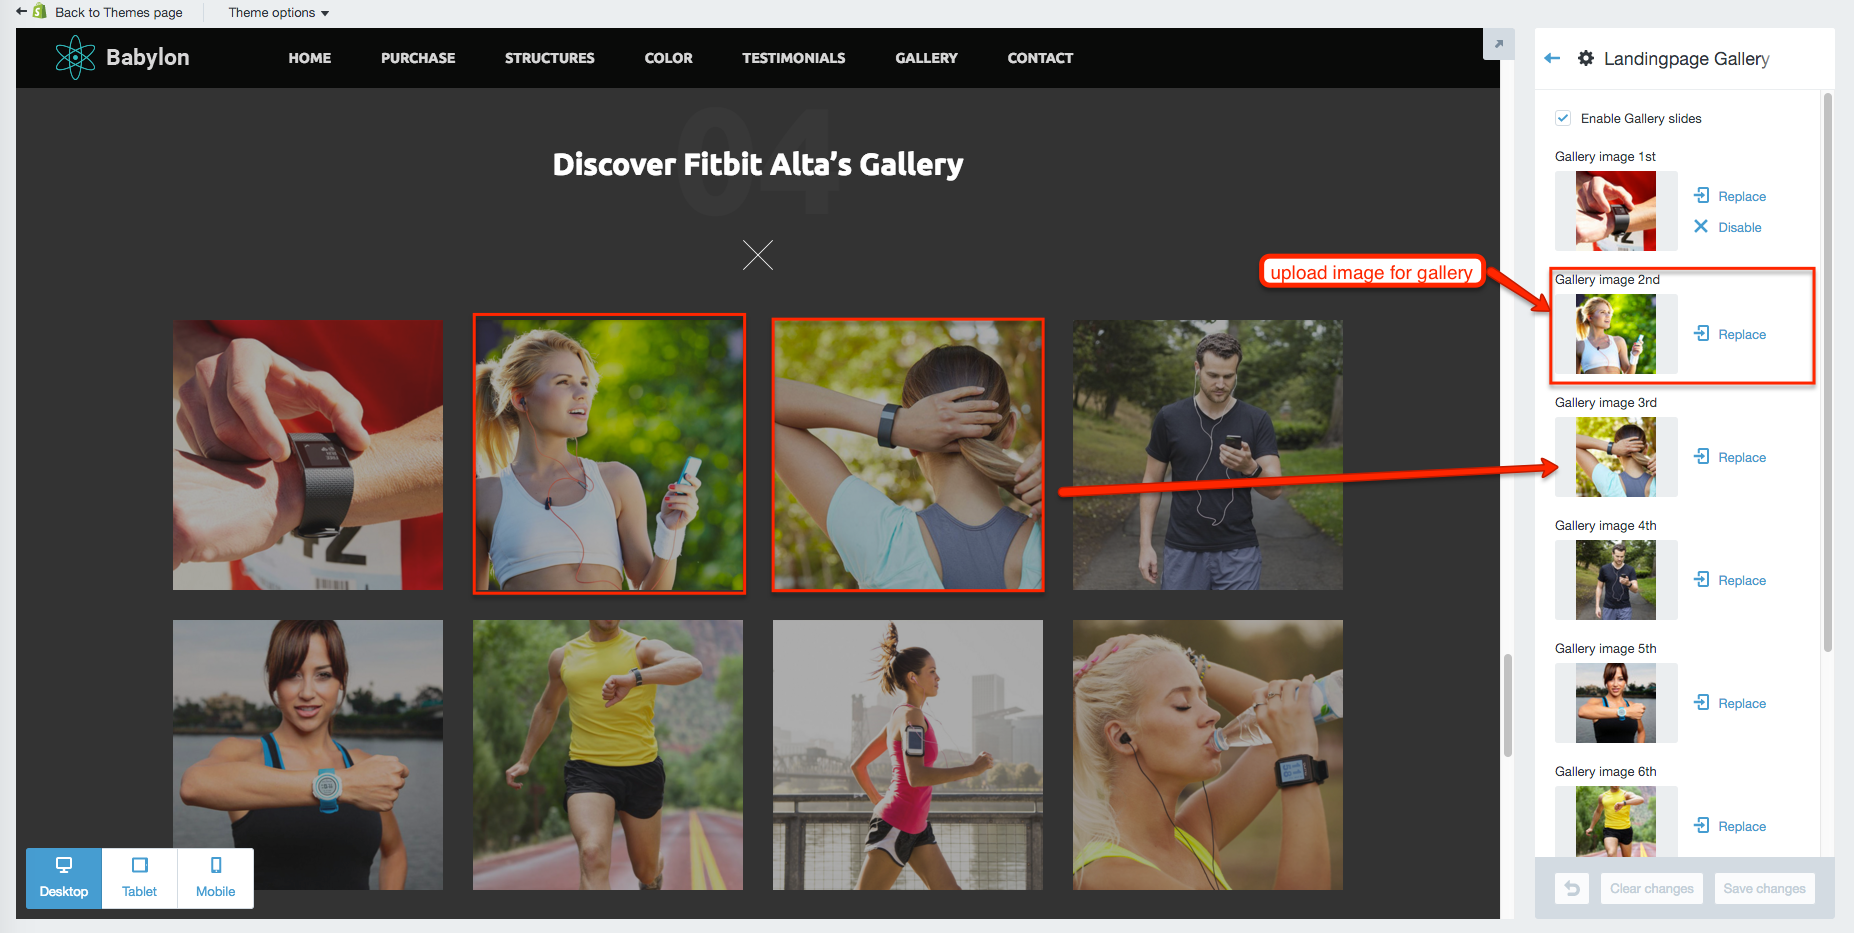 Back to Themes page
Theme options
Babylon
HOME PURCHASE STRUCTURES COLOR TESTIMONIALS GALLERY CONTACT
04
Discover Fitbit Alta’s Gallery
upload image for gallery
Desktop
Tablet
Mobile
Landingpage Gallery
Enable Gallery slides
Gallery image 1st
Replace
Disable
Gallery image 2nd
Replace
Gallery image 3rd
Replace
Gallery image 4th
Replace
Gallery image 5th
Replace
Gallery image 6th
Replace
Clear changes
Save changes